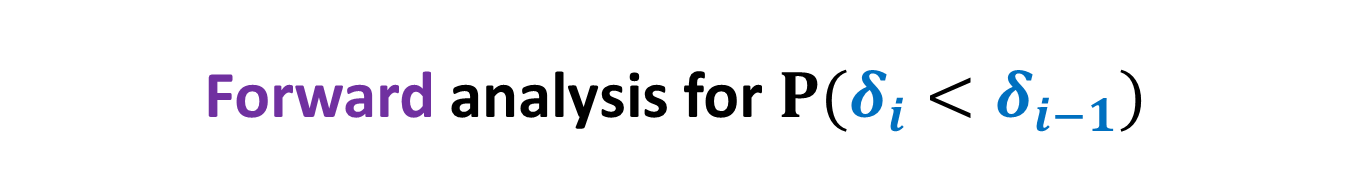 Forward analysis for P(δᵢ < δᵢ₋₁)